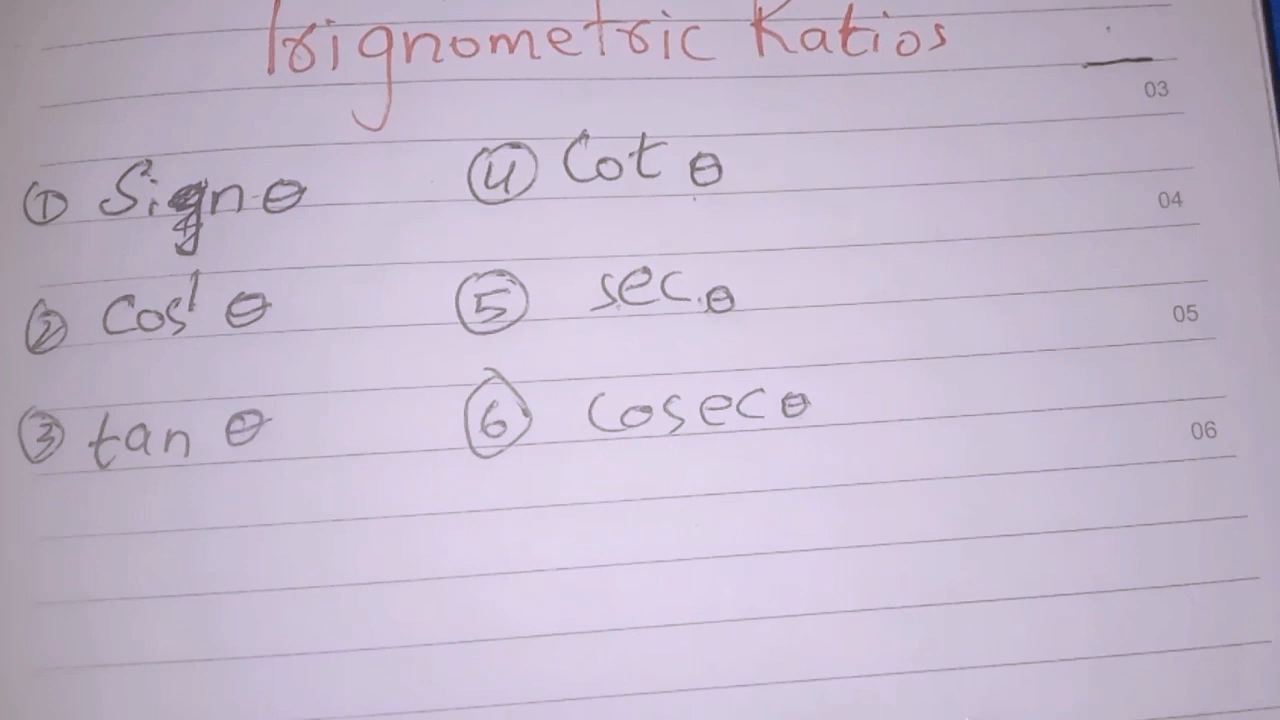 Trignometric Ratios
03
① Sign θ ④ Cot θ
04
② Cos θ ⑤ sec θ
05
③ tan θ ⑥ cosec θ
06